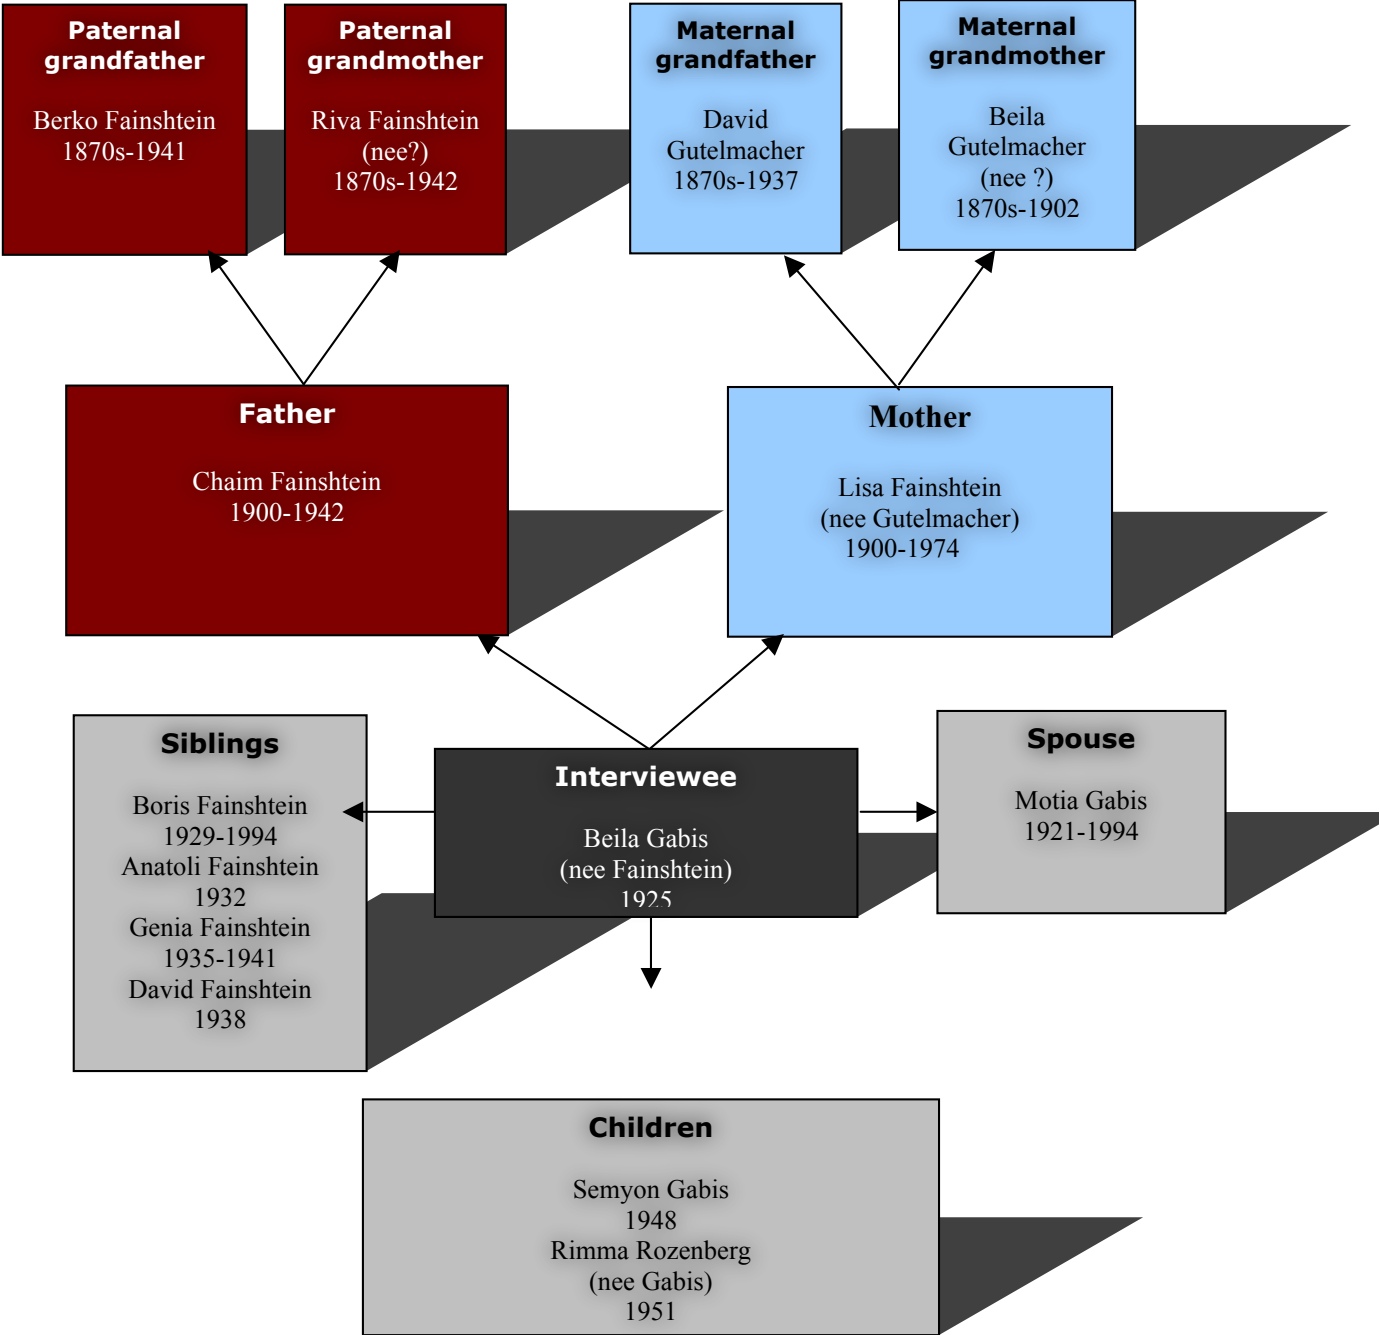 Paternal
grandfather
Berko Fainshtein
1870s-1941
Paternal
grandmother
Riva Fainshtein
(nee?)
1870s-1942
Maternal
grandfather
David
Gutelmacher
1870s-1937
Maternal
grandmother
Beila
Gutelmacher
(nee ?)
1870s-1902
Father
Chaim Fainshtein
1900-1942
Mother
Lisa Fainshtein
(nee Gutelmacher)
1900-1974
Siblings
Boris Fainshtein
1929-1994
Anatoli Fainshtein
1932
Genia Fainshtein
1935-1941
David Fainshtein
1938
Interviewee
Beila Gabis
(nee Fainshtein)
1925
Spouse
Motia Gabis
1921-1994
Children
Semyon Gabis
1948
Rimma Rozenberg
(nee Gabis)
1951